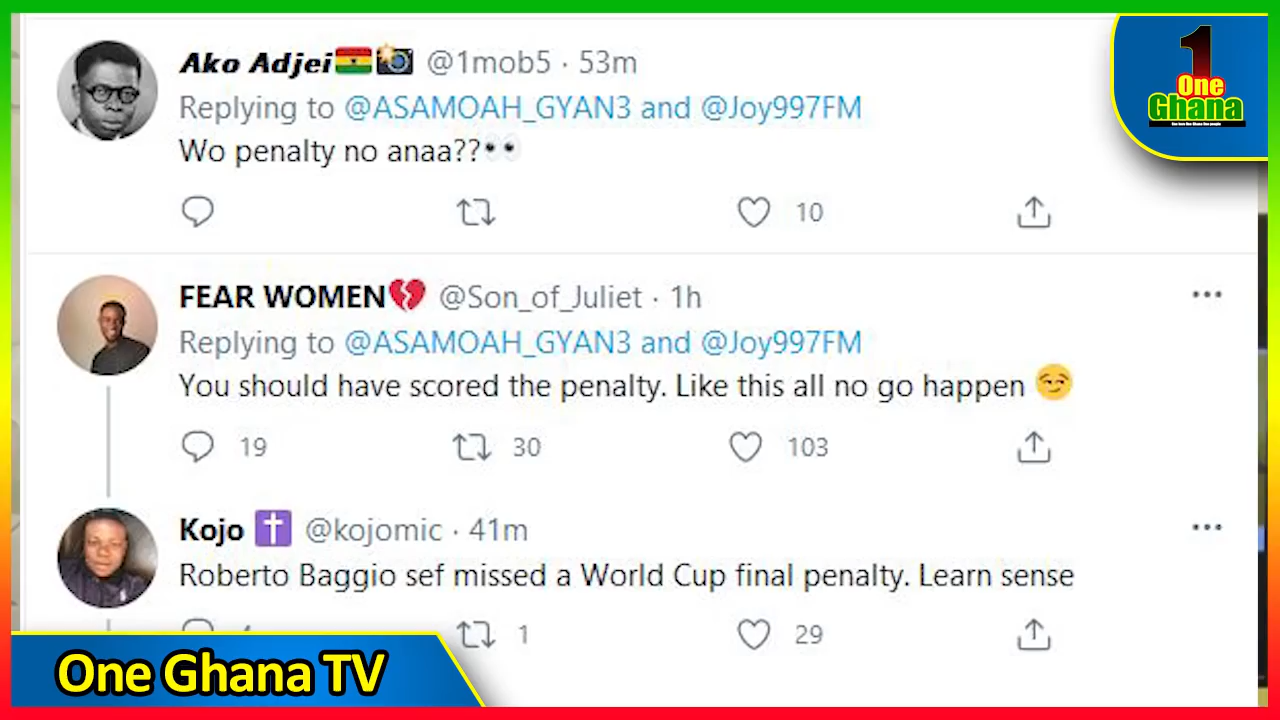 Ako Adjei🇬🇭📸 @1mob5 · 53m
Replying to @ASAMOAH_GYAN3 and @Joy997FM
Wo penalty no anaa??👀
10
FEAR WOMEN💔 @Son_of_Juliet · 1h
Replying to @ASAMOAH_GYAN3 and @Joy997FM
You should have scored the penalty. Like this all no go happen 😏
19 30 103
Kojo ✝️ @kojomic · 41m
Roberto Baggio sef missed a World Cup final penalty. Learn sense
1 29
1
One
Ghana
One Ghana TV